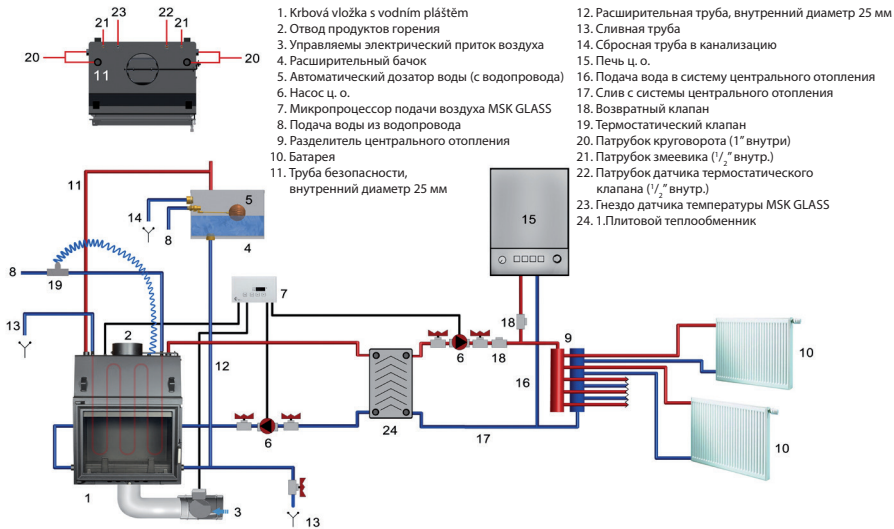 21 23 22 21
20 20
11
1. Krbová vložka s vodním pláštěm
2. Отвод продуктов горения
3. Управляемы электрический приток воздуха
4. Расширительный бачок
5. Автоматический дозатор воды (с водопровода)
6. Насос ц. о.
7. Микропроцессор подачи воздуха MSK GLASS
8. Подача воды из водопровода
9. Разделитель центрального отопления
10. Батарея
11. Труба безопасности,
внутренний диаметр 25 мм
12. Расширительная труба, внутренний диаметр 25 мм
13. Сливная труба
14. Сбросная труба в канализацию
15. Печь ц. о.
16. Подача вода в систему центрального отопления
17. Слив с системы центрального отопления
18. Возвратный клапан
19. Термостатический клапан
20. Патрубок круговорота (1” внутри)
21. Патрубок змеевика (1/2” внутр.)
22. Патрубок датчика термостатического
клапана (1/2” внутр.)
23. Гнездо датчика температуры MSK GLASS
24. 1.Плитовой теплообменник
11
5
14
8
4
15
8
19
7
13
2
18
9
6
18
12
16
10
24
6
17
10
1
3
13